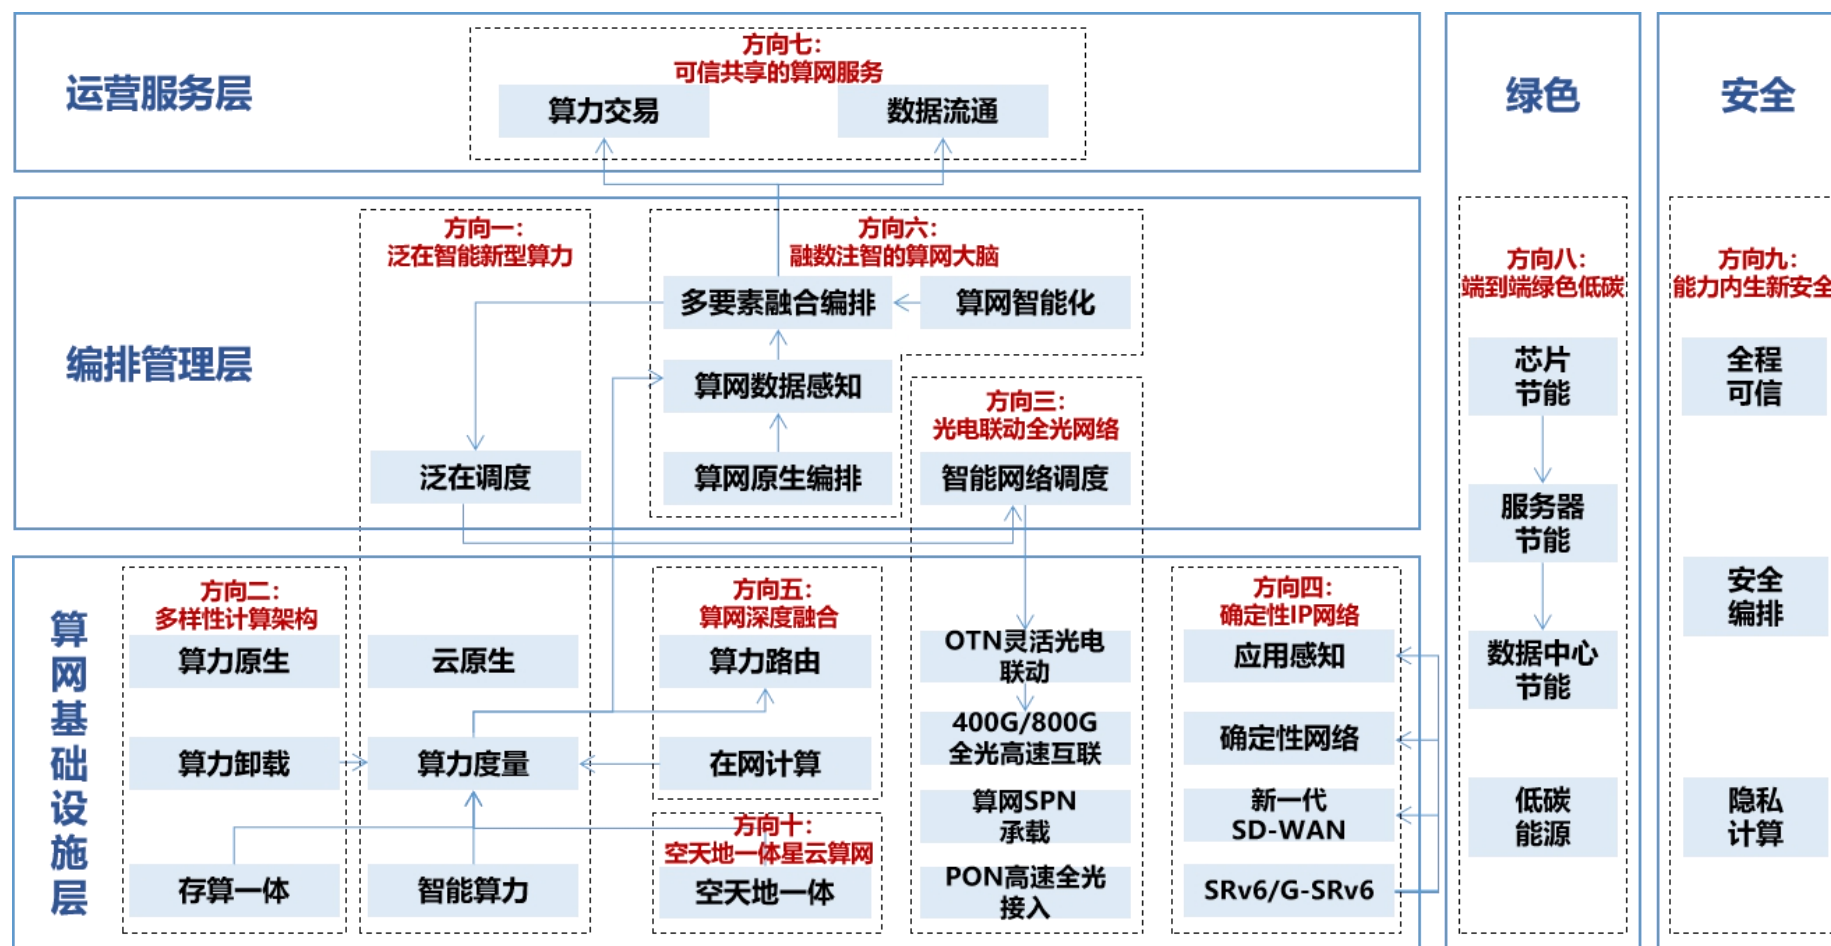 方向七：
可信共享的算网服务
运营服务层
算力交易
数据流通
绿色
安全
方向一：
泛在智能新型算力
方向六：
融数注智的算网大脑
多要素融合编排
算网智能化
编排管理层
算网数据感知
方向三：
光电联动全光网络
泛在调度
算网原生编排
智能网络调度
方向八：
端到端绿色低碳
芯片
节能
服务器
节能
数据中心
节能
低碳
能源
方向九：
能力内生新安全
全程
可信
安全
编排
隐私
计算
算
网
基
础
设
施
层
方向二：
多样性计算架构
算力原生
算力卸载
存算一体
云原生
算力度量
智能算力
方向五：
算网深度融合
算力路由
在网计算
方向十：
空天地一体星云算网
空天地一体
OTN灵活光电
联动
400G/800G
全光高速互联
算网SPN
承载
PON高速全光
接入
方向四：
确定性IP网络
应用感知
确定性网络
新一代
SD-WAN
SRv6/G-SRv6